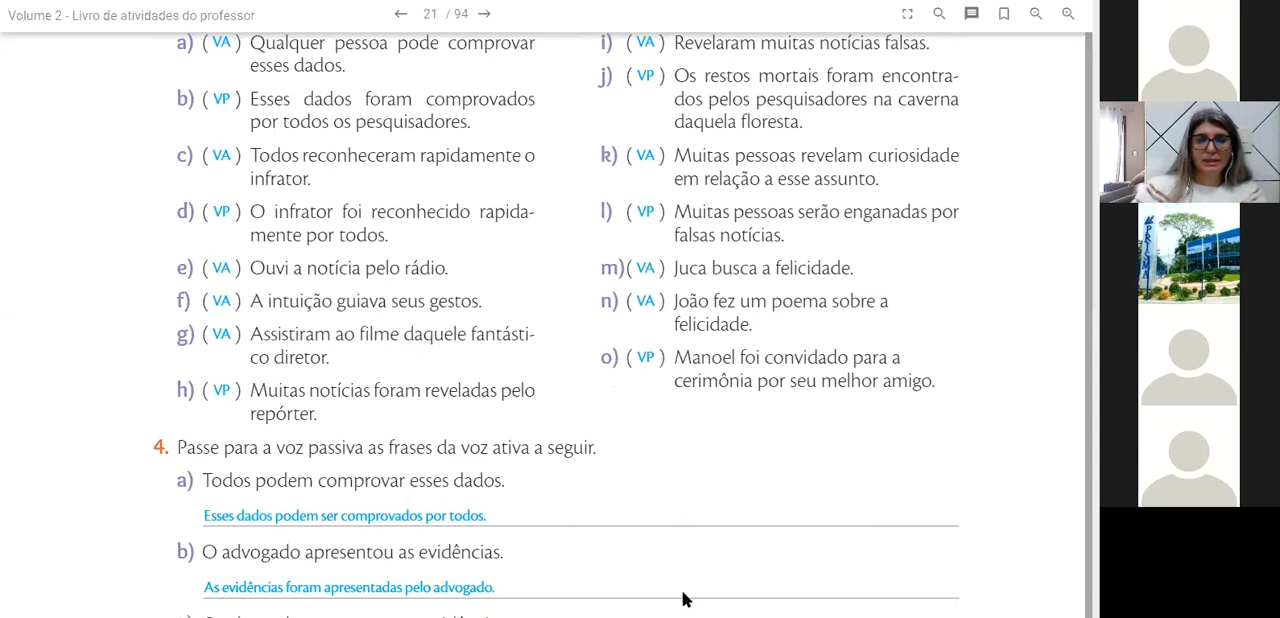 Volume 2 - Livro de atividades do professor
21 / 94
a) ( VA ) Qualquer pessoa pode comprovar
esses dados.
b) ( VP ) Esses dados foram comprovados
por todos os pesquisadores.
c) ( VA ) Todos reconheceram rapidamente o
infrator.
d) ( VP ) O infrator foi reconhecido rapida-
mente por todos.
e) ( VA ) Ouvi a notícia pelo rádio.
f) ( VA ) A intuição guiava seus gestos.
g) ( VA ) Assistiram ao filme daquele fantásti-
co diretor.
h) ( VP ) Muitas notícias foram reveladas pelo
repórter.
i) ( VA ) Revelaram muitas notícias falsas.
j) ( VP ) Os restos mortais foram encontra-
dos pelos pesquisadores na caverna
daquela floresta.
k) ( VA ) Muitas pessoas revelam curiosidade
em relação a esse assunto.
l) ( VP ) Muitas pessoas serão enganadas por
falsas notícias.
m) ( VA ) Juca busca a felicidade.
n) ( VA ) João fez um poema sobre a
felicidade.
o) ( VP ) Manoel foi convidado para a
cerimônia por seu melhor amigo.
4. Passe para a voz passiva as frases da voz ativa a seguir.
a) Todos podem comprovar esses dados.
Esses dados podem ser comprovados por todos.
b) O advogado apresentou as evidências.
As evidências foram apresentadas pelo advogado.
PRISMA